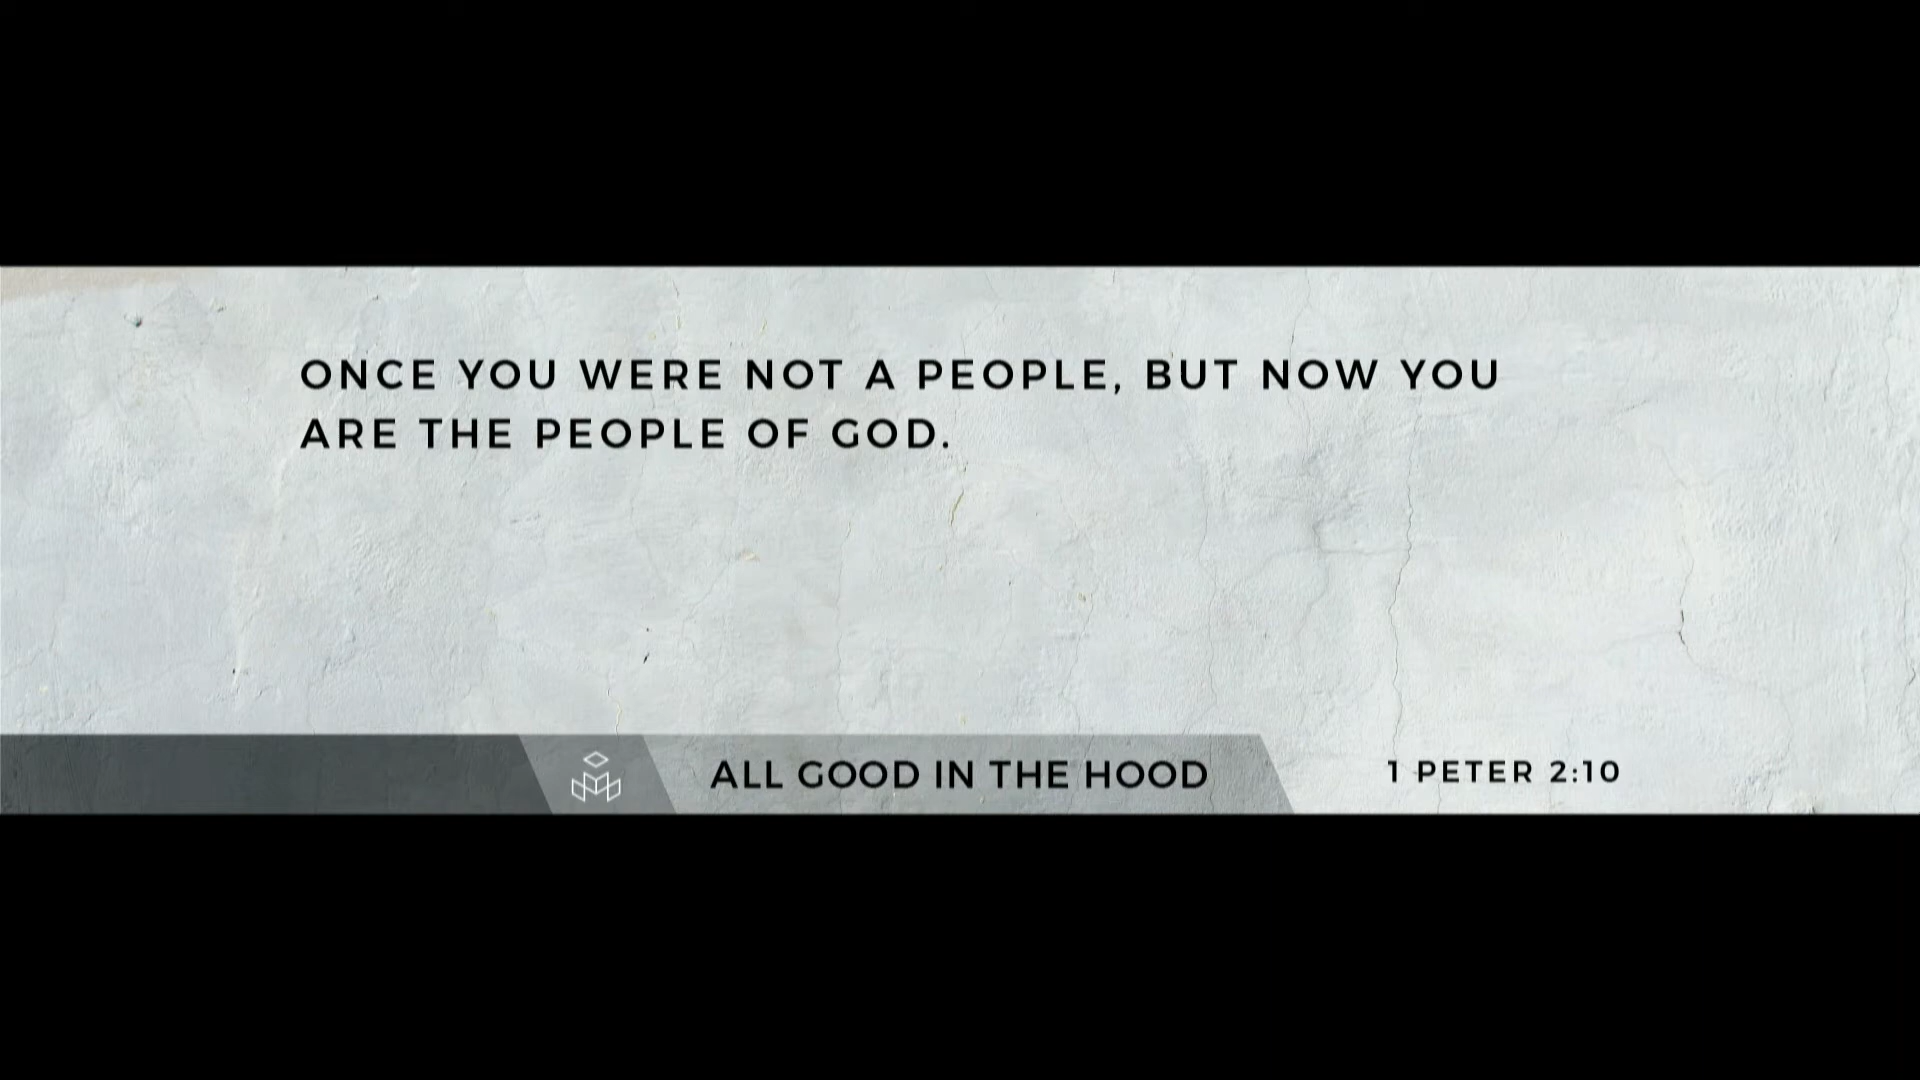 ONCE YOU WERE NOT A PEOPLE, BUT NOW YOU
ARE THE PEOPLE OF GOD.
ALL GOOD IN THE HOOD
1 PETER 2:10